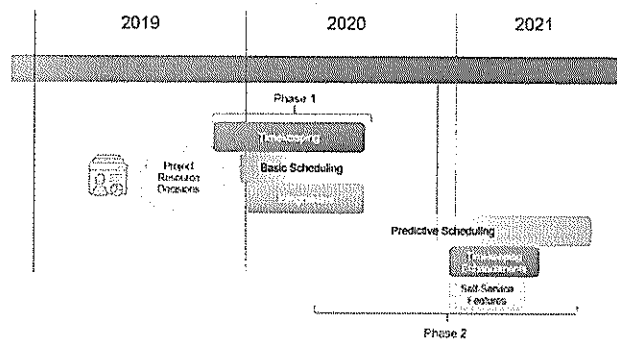 2019 2020 2021
Phase 1
Timekeeping
Project
Resource
Decisions
Basic Scheduling
Predictive Scheduling
Self-Service
Features
Phase 2